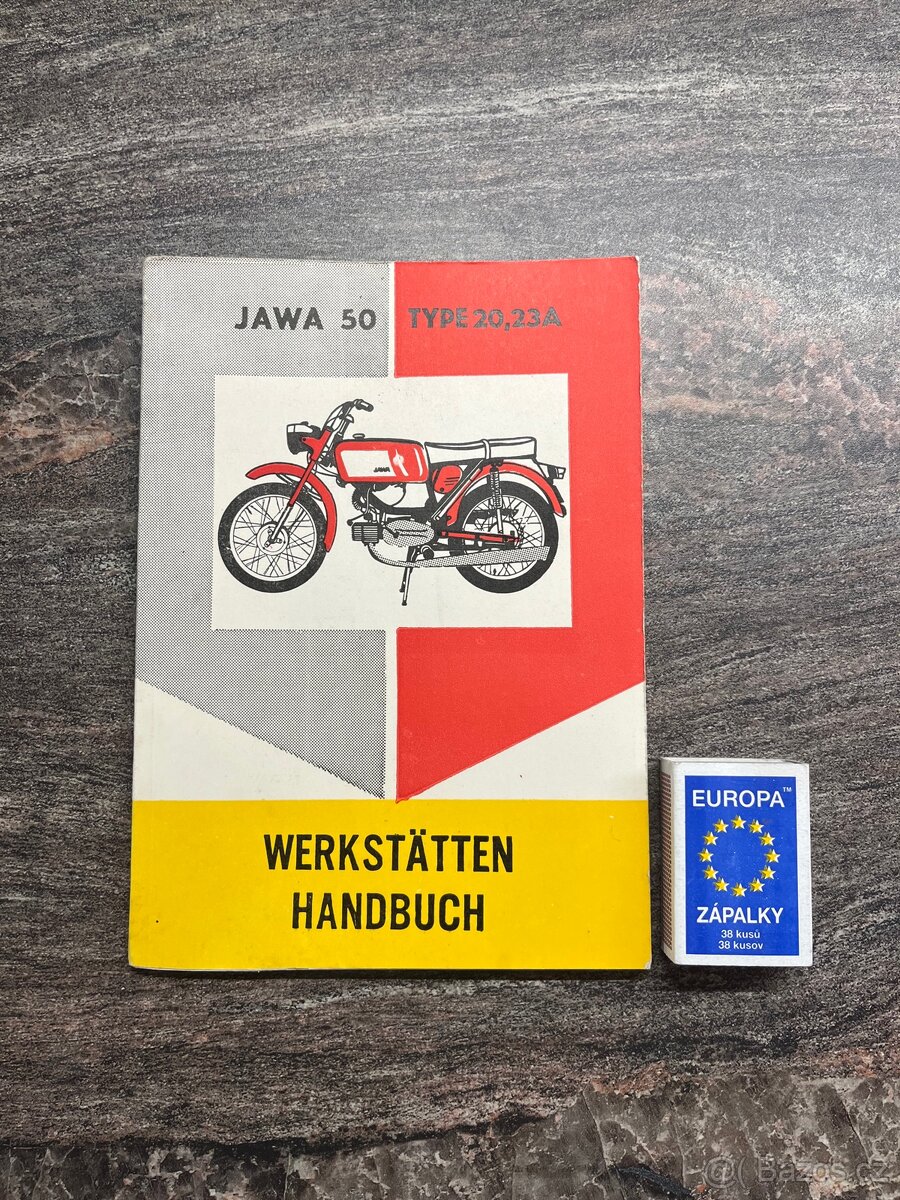 JAWA 50 TYPE 20,23A
JAWA
WERKSTÄTTEN
HANDBUCH
EUROPA™
ZÁPALKY
38 kusů
38 kusov
@ Bazos.cz